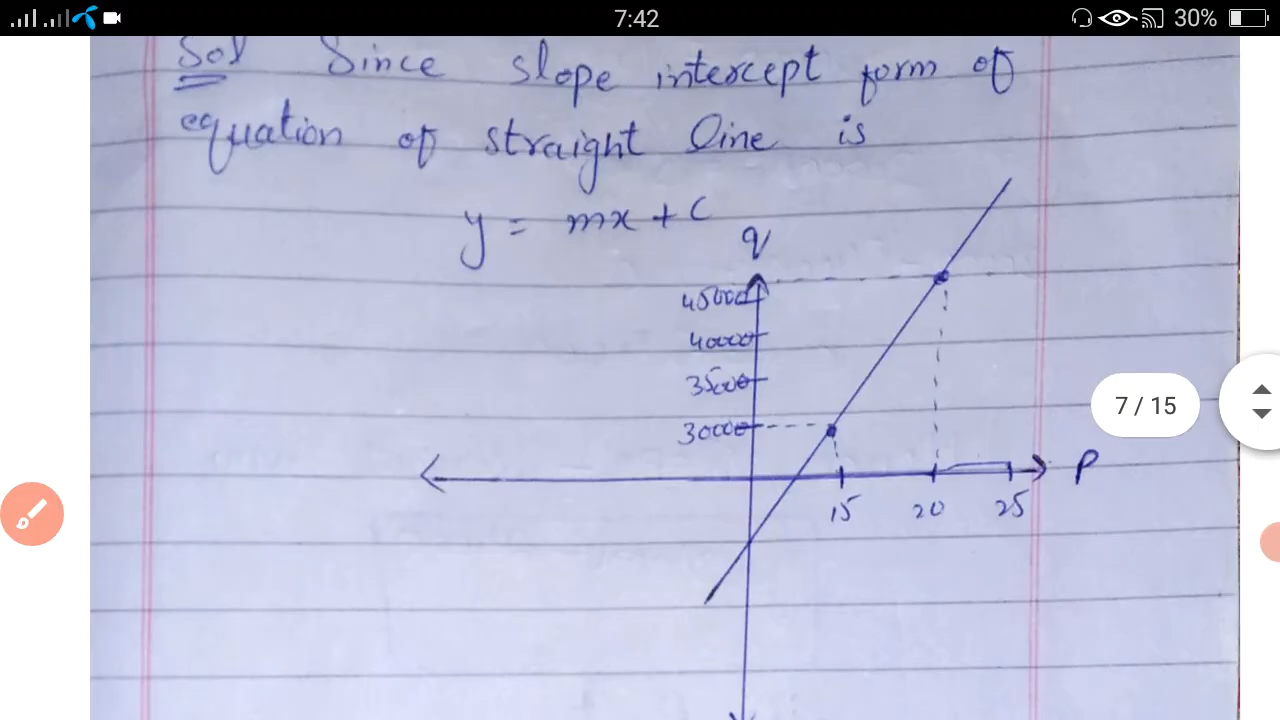 7:42
30%
Sol Since slope intercept form of
equation of straight line is
y = mx + c
q
45000
40000
35000
30000
7 / 15
P
15 20 25